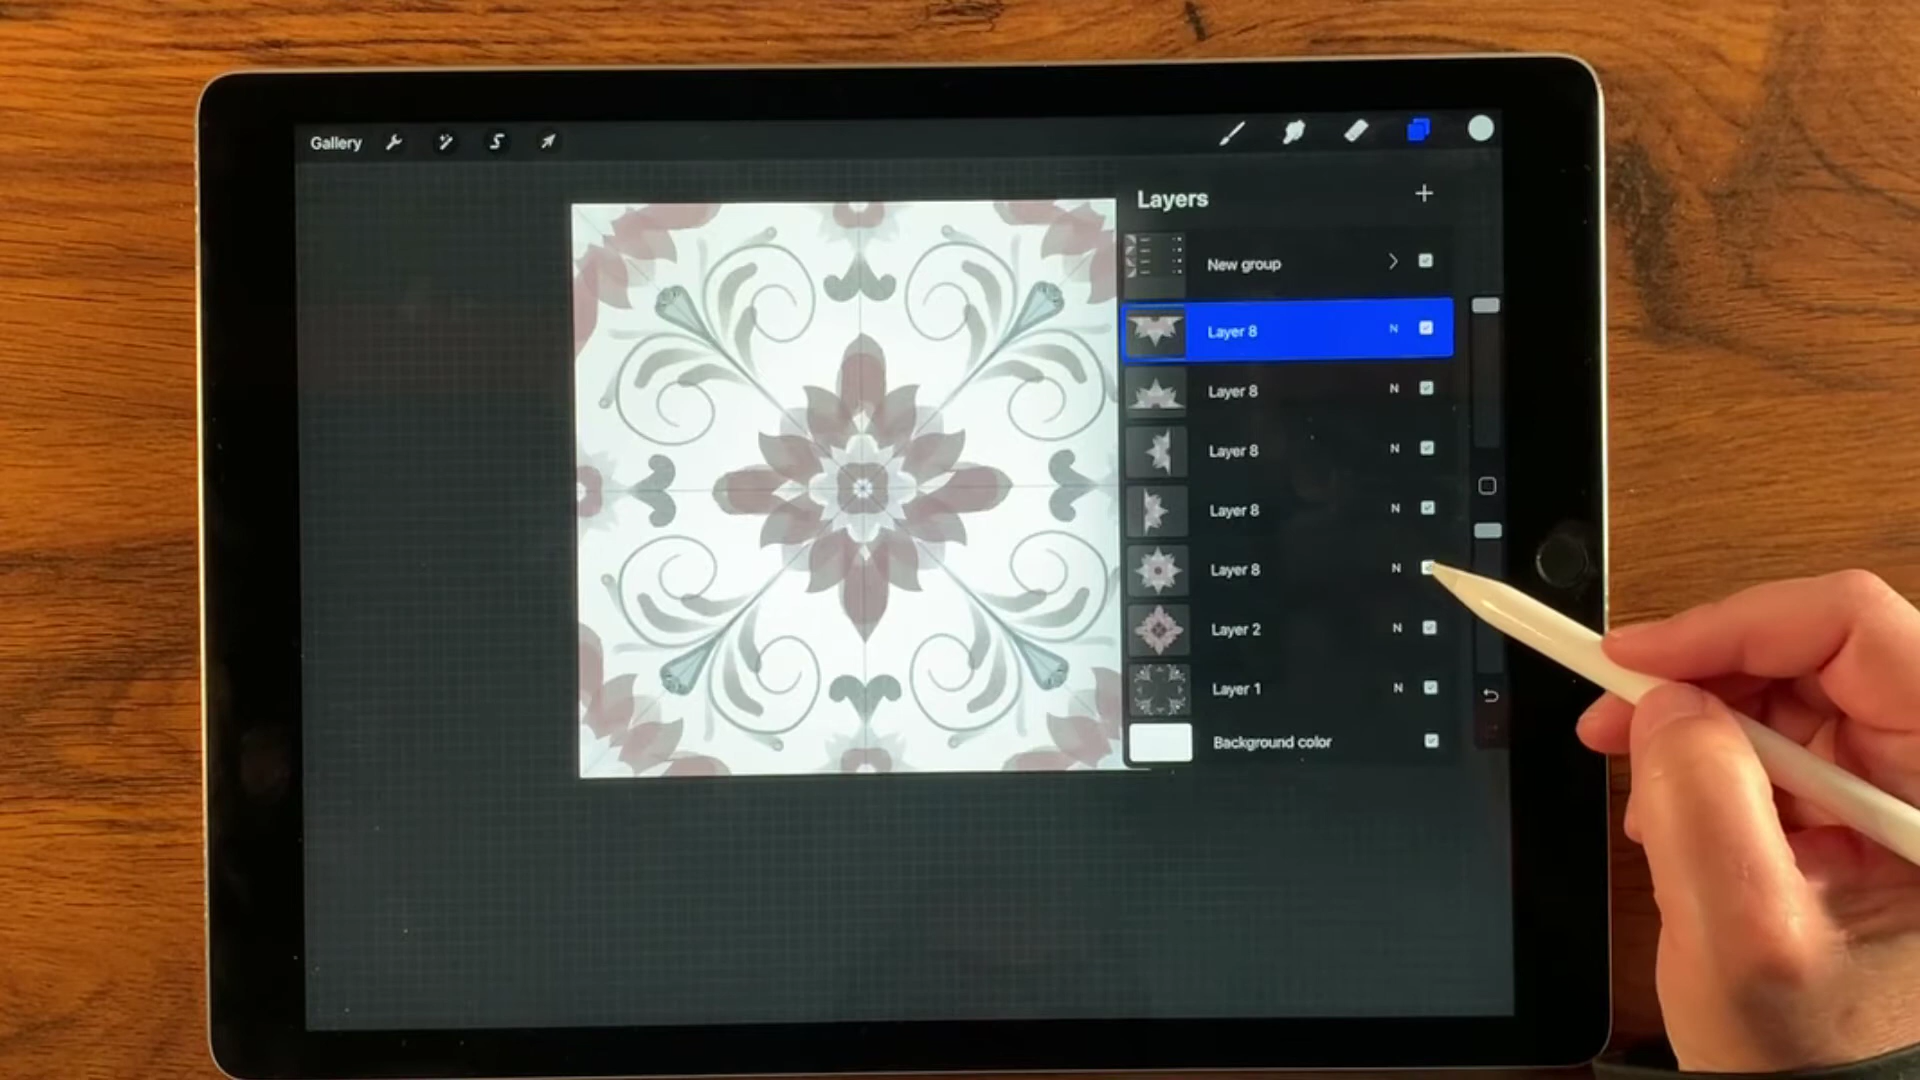 Gallery
Layers
New group
Layer 8 N
Layer 8 N
Layer 8 N
Layer 8 N
Layer 8 N
Layer 2 N
Layer 1 N
Background color